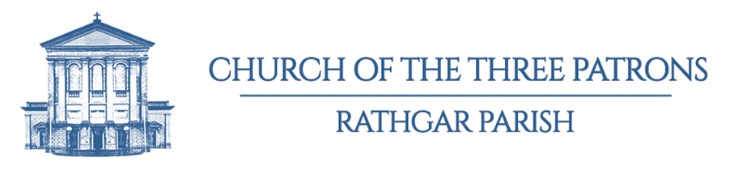 CHURCH OF THE THREE PATRONS
RATHGAR PARISH